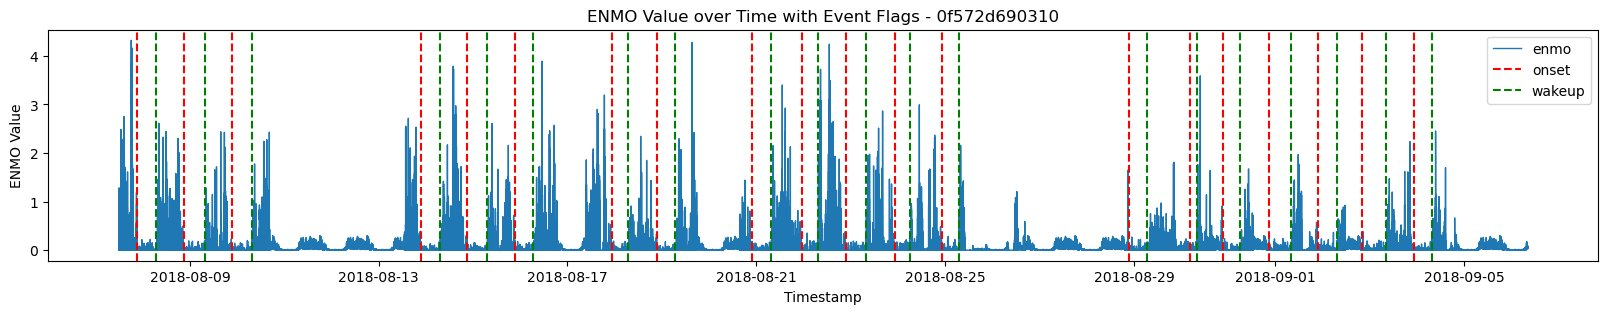 ENMO Value over Time with Event Flags - 0f572d690310
ENMO Value
4
3
2
1
0
enmo
onset
wakeup
2018-08-09
2018-08-13
2018-08-17
2018-08-21
2018-08-25
2018-08-29
2018-09-01
2018-09-05
Timestamp